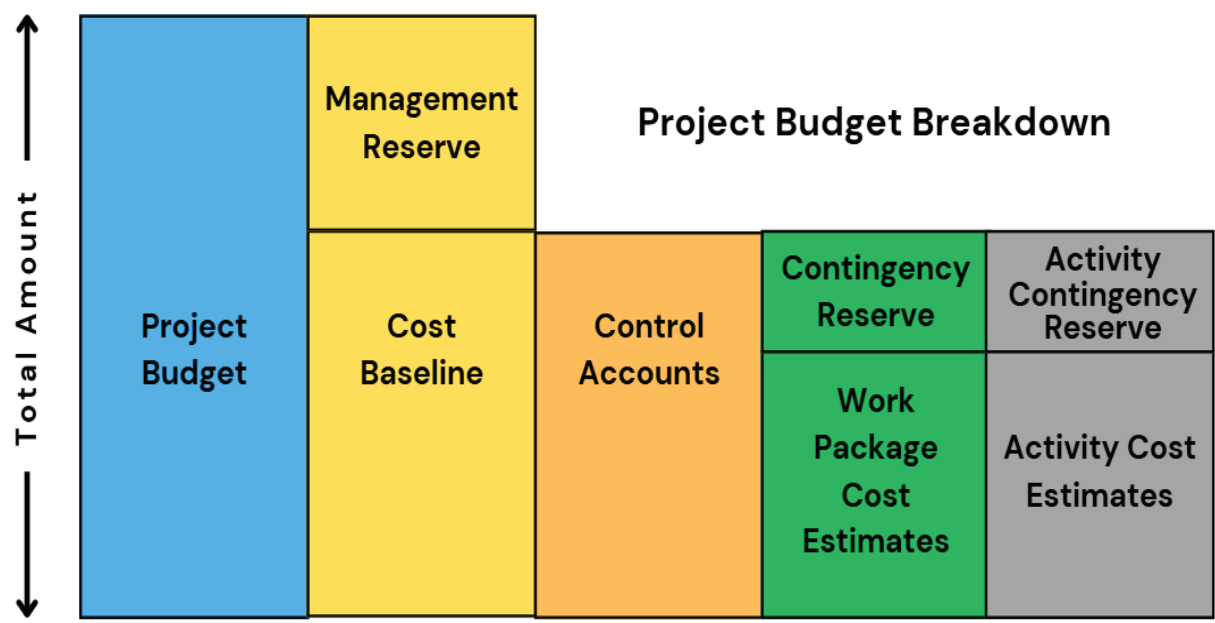 Total Amount
Project
Budget
Management
Reserve
Cost
Baseline
Project Budget Breakdown
Control
Accounts
Contingency
Reserve
Work
Package
Cost
Estimates
Activity
Contingency
Reserve
Activity Cost
Estimates